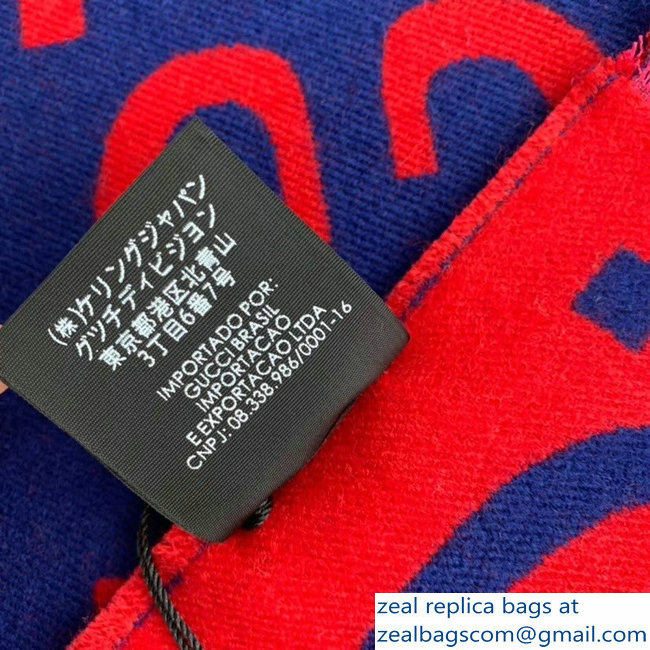 (株)ケリングジャパン
グッチディビジョン
東京都港区北青山
3丁目6番7号
IMPORTADO POR:
GUCCI BRASIL
IMPORTACAO
E EXPORTACAO LTDA
CNPJ: 08.338.986/0001-16
zeal replica bags at
zealbagscom@gmail.com